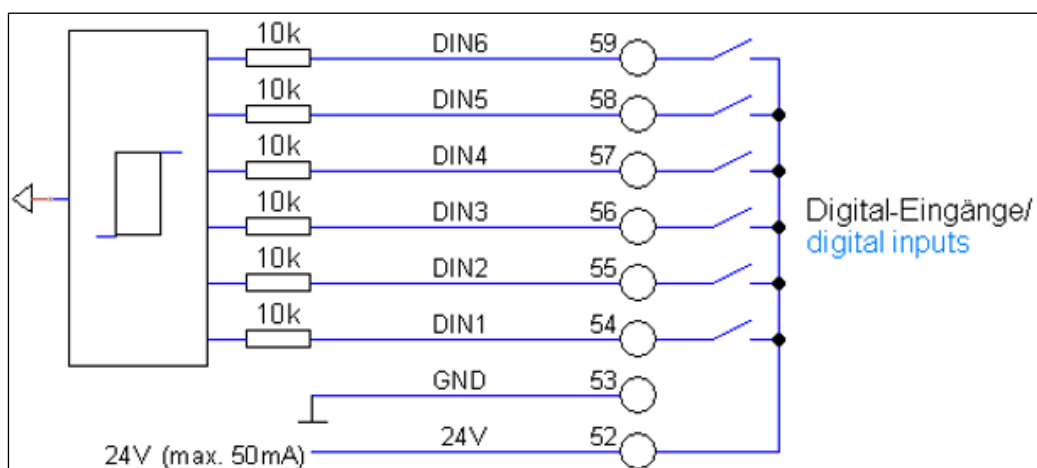 10k DIN6 59
10k DIN5 58
10k DIN4 57
10k DIN3 56
Digital-Eingänge/
digital inputs
10k DIN2 55
10k DIN1 54
GND 53
24V (max. 50mA) 24V 52